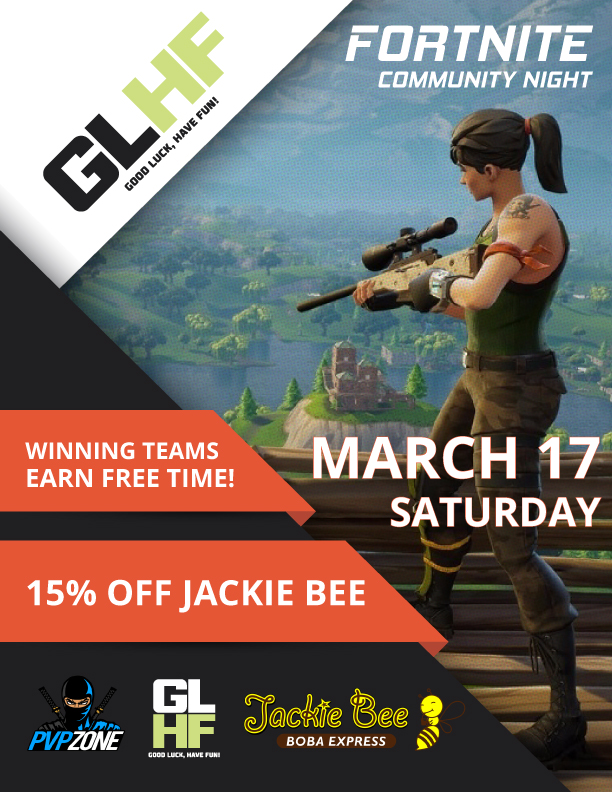 GLHF
GOOD LUCK, HAVE FUN!
FORTNITE
COMMUNITY NIGHT
WINNING TEAMS
EARN FREE TIME!
MARCH 17
SATURDAY
15% OFF JACKIE BEE
PVPZONE
GL
HF
GOOD LUCK, HAVE FUN!
Jackie Bee
BOBA EXPRESS